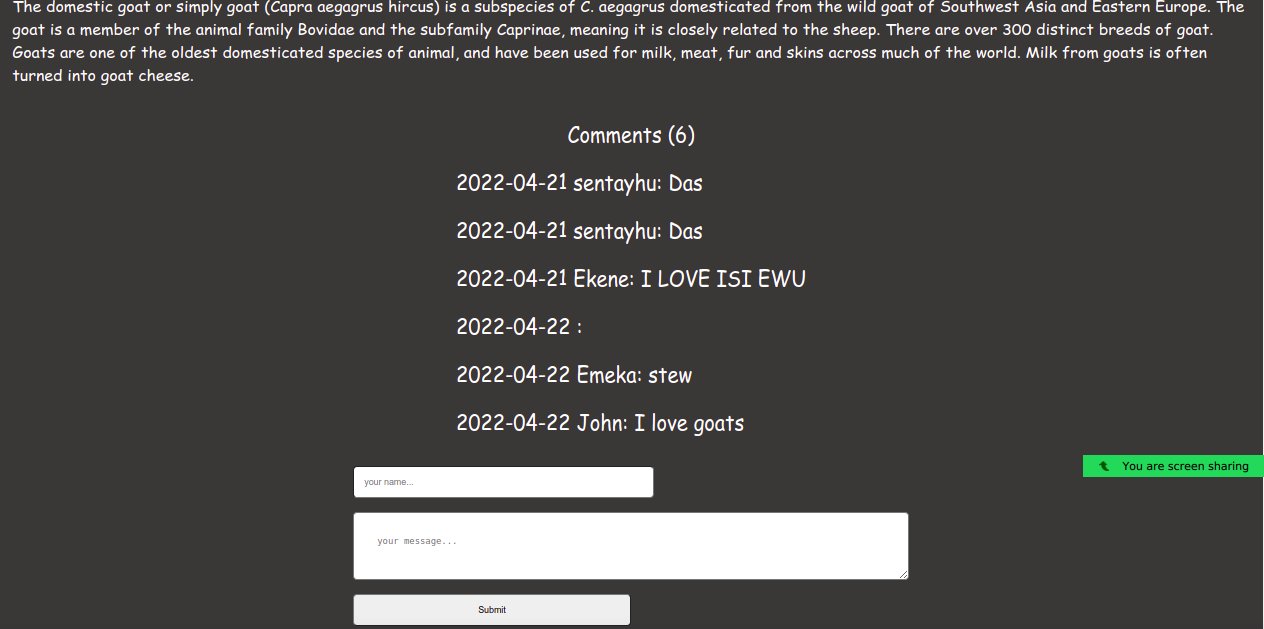 The domestic goat or simply goat (Capra aegagrus hircus) is a subspecies of C. aegagrus domesticated from the wild goat of Southwest Asia and Eastern Europe. The
goat is a member of the animal family Bovidae and the subfamily Caprinae, meaning it is closely related to the sheep. There are over 300 distinct breeds of goat.
Goats are one of the oldest domesticated species of animal, and have been used for milk, meat, fur and skins across much of the world. Milk from goats is often
turned into goat cheese.
Comments (6)
2022-04-21 sentayhu: Das
2022-04-21 sentayhu: Das
2022-04-21 Ekene: I LOVE ISI EWU
2022-04-22 :
2022-04-22 Emeka: stew
2022-04-22 John: I love goats
You are screen sharing
your name...
your message...
Submit